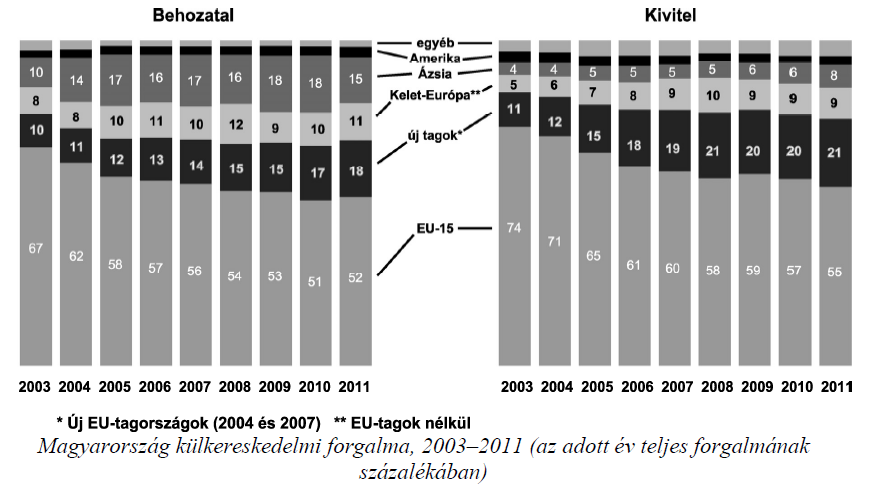 Behozatal
Kivitel
egyéb
Amerika
Ázsia
Kelet-Európa**
új tagok*
EU-15
10 14 17 16 17 16 18 18 15
8 8 10 11 10 12 9 10 11
10 11 12 13 14 15 15 17 18
67 62 58 57 56 54 53 51 52
2003 2004 2005 2006 2007 2008 2009 2010 2011
4 4 5 5 5 5 6 6 8
5 6 7 8 9 10 9 9 9
11 12 15 18 19 21 20 20 21
74 71 65 61 60 58 59 57 55
2003 2004 2005 2006 2007 2008 2009 2010 2011
* Új EU-tagországok (2004 és 2007) ** EU-tagok nélkül
Magyarország külkereskedelmi forgalma, 2003–2011 (az adott év teljes forgalmának
százalékában)